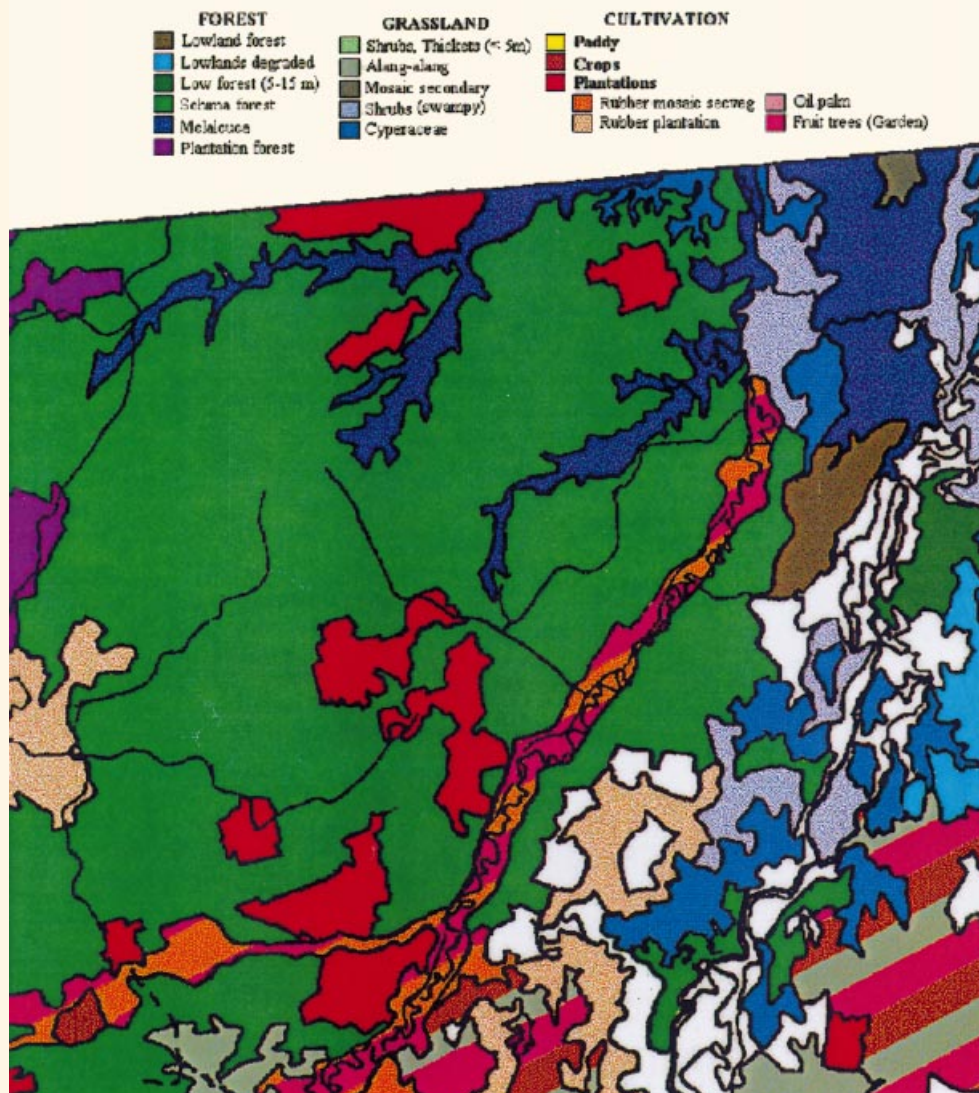 FOREST
Lowland forest
Lowlands degraded
Low forest (5-15 m)
Schima forest
Melaleuca
Plantation forest
GRASSLAND
Shrubs, Thickets (< 5m)
Alang-alang
Mosaic secondary
Shrubs (swampy)
Cyperaceae
CULTIVATION
Paddy
Crops
Plantations
Rubber mosaic secveg
Rubber plantation
Oil palm
Fruit trees (Garden)